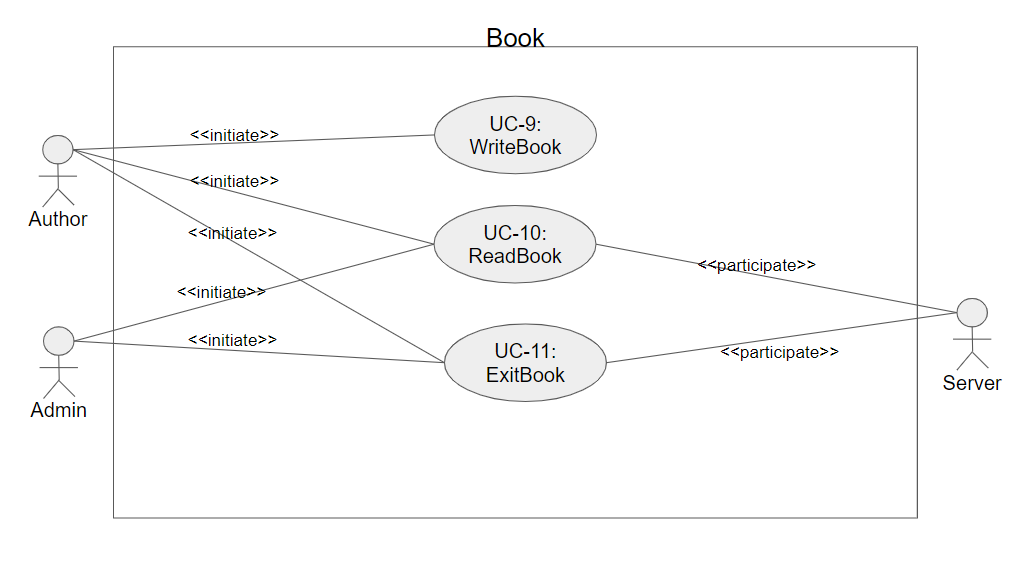 Book
<<initiate>>
UC-9:
WriteBook
<<initiate>>
Author
<<initiate>>
UC-10:
ReadBook
<<participate>>
<<initiate>>
<<initiate>>
UC-11:
ExitBook
<<participate>>
Server
Admin